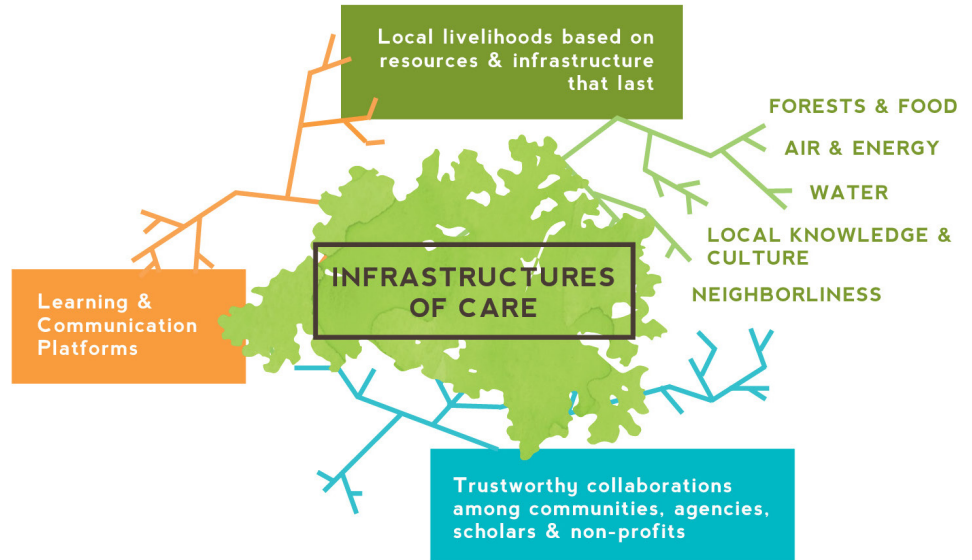 Local livelihoods based on
resources & infrastructure
that last
FORESTS & FOOD
AIR & ENERGY
WATER
LOCAL KNOWLEDGE &
CULTURE
NEIGHBORLINESS
INFRASTRUCTURES
OF CARE
Learning &
Communication
Platforms
Trustworthy collaborations
among communities, agencies,
scholars & non-profits